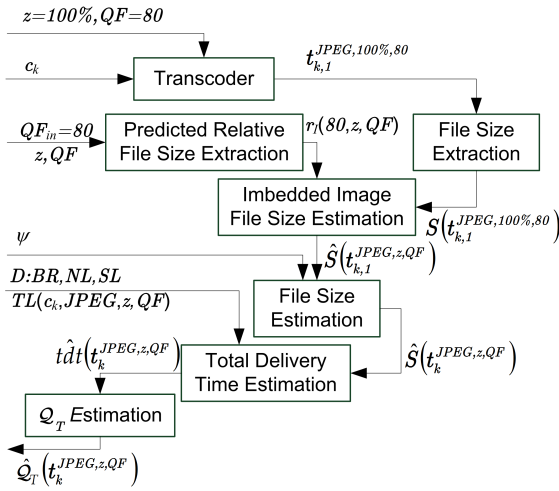 z=100%, QF=80
c_k
Transcoder
t_{k,1}^{JPEG,100%,80}
QF_{in}=80
z,QF
Predicted Relative
File Size Extraction
r_I(80,z,QF)
File Size
Extraction
Imbedded Image
File Size Estimation
S(t_{k,1}^{JPEG,100%,80})
ψ
Ŝ(t_{k,1}^{JPEG,z,QF})
D:BR,NL,SL
TL(c_k,JPEG,z,QF)
File Size
Estimation
td̂t(t_k^{JPEG,z,QF})
Total Delivery
Time Estimation
Ŝ(t_k^{JPEG,z,QF})
𝒬_T Estimation
𝒬̂_T(t_k^{JPEG,z,QF})